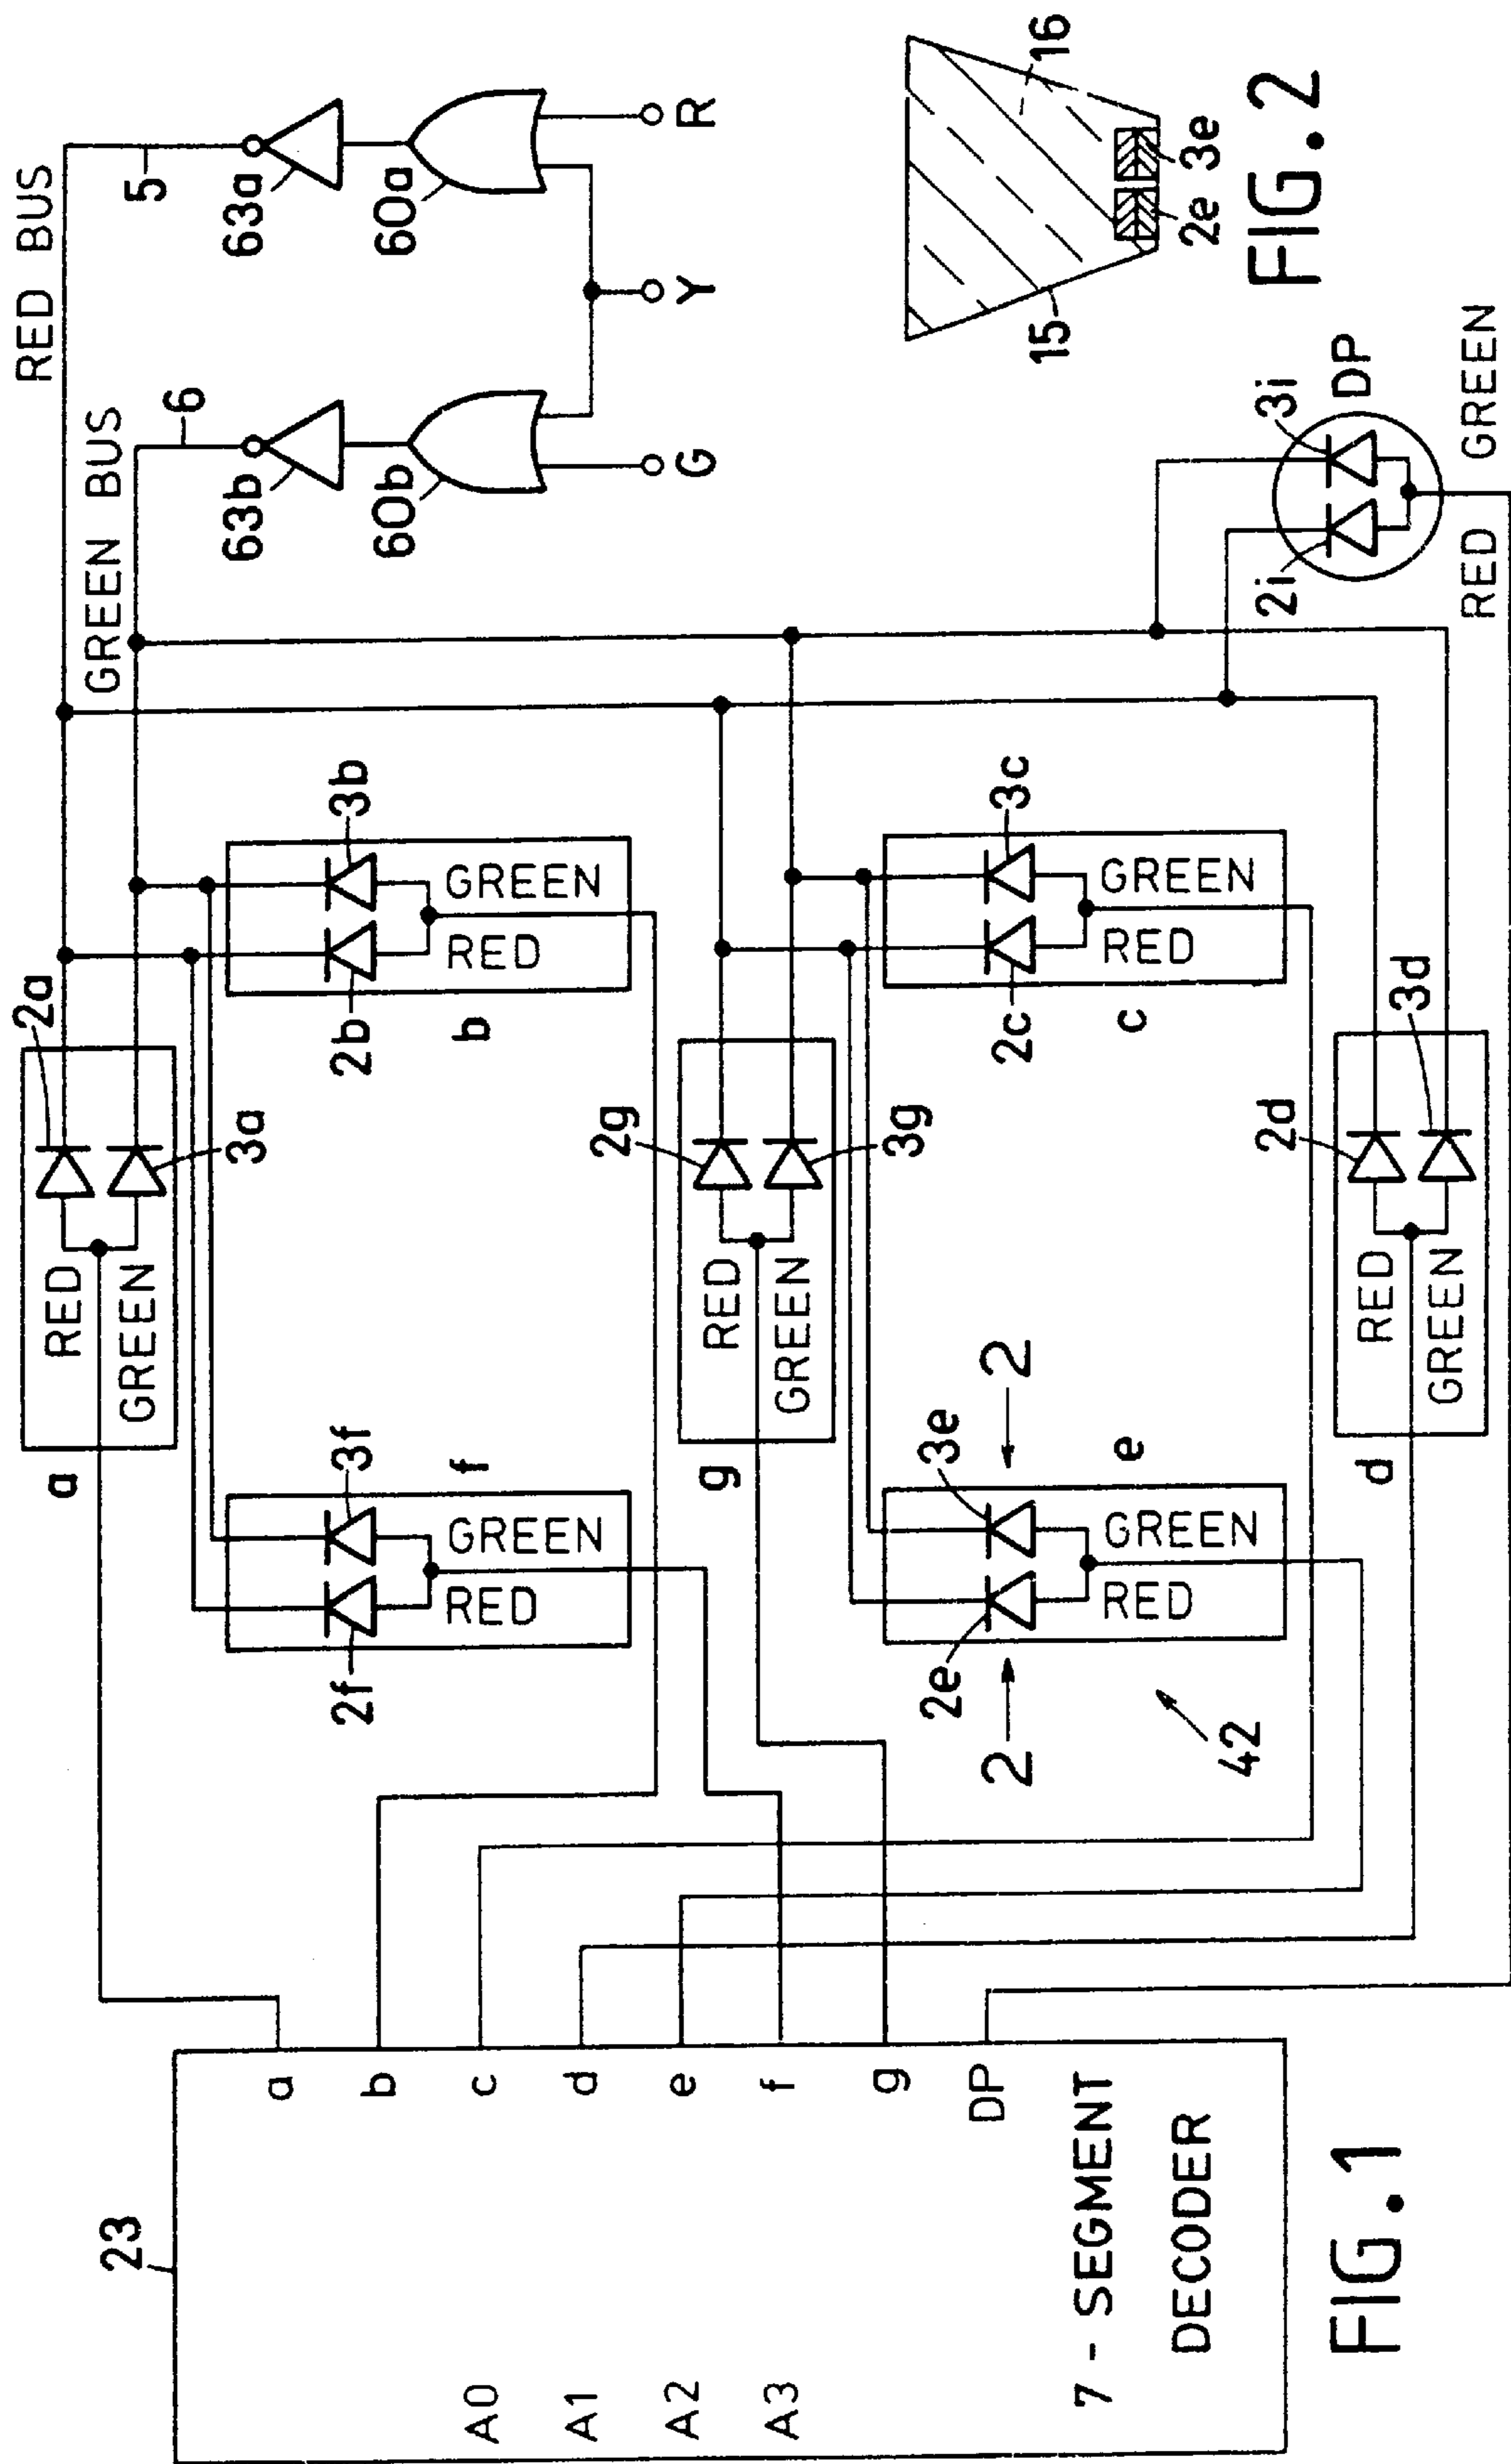 23
A0
A1
A2
A3
7 - SEGMENT
DECODER
a
b
c
d
e
f
g
DP
FIG.1
a
RED
GREEN
2a
3a
f
2f
3f
RED
GREEN
b
2b
3b
RED
GREEN
g
RED
GREEN
2g
3g
e
2e
3e
RED
GREEN
2
2
42
c
2c
3c
RED
GREEN
d
RED
GREEN
2d
3d
RED BUS
GREEN BUS
5
6
63b
63a
60b
60a
G
Y
R
2i
3i
DP
RED
GREEN
15
16
2e
3e
FIG.2